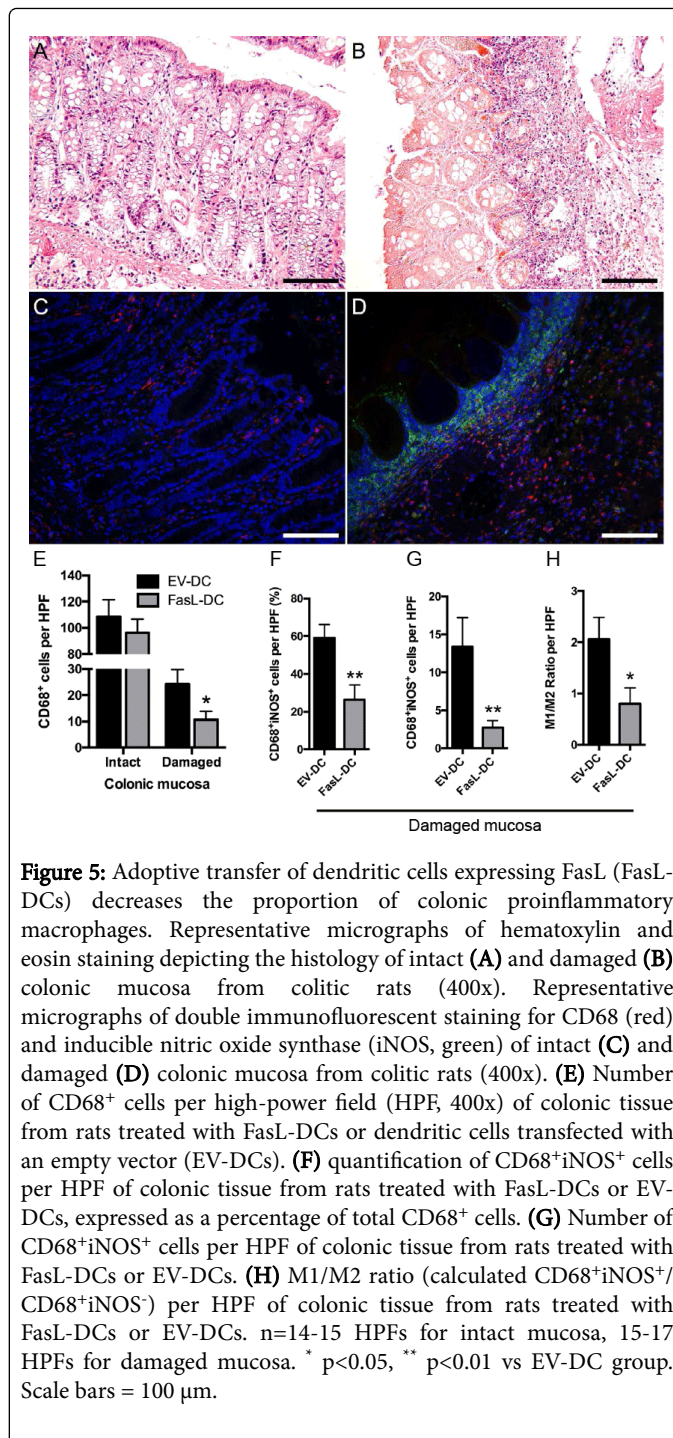 A
B
C
D
E
F
G
H
140
120
100
80
30
20
10
0
CD68⁺ cells per HPF
EV-DC
FasL-DC
*
Intact
Damaged
Colonic mucosa
80
60
40
20
0
CD68⁺iNOS⁺ cells per HPF (%)
**
EV-DC
FasL-DC
20
15
10
5
0
CD68⁺iNOS⁺ cells per HPF
**
EV-DC
FasL-DC
3
2
1
0
M1/M2 Ratio per HPF
*
EV-DC
FasL-DC
Damaged mucosa
Figure 5: Adoptive transfer of dendritic cells expressing FasL (FasL-
DCs) decreases the proportion of colonic proinflammatory
macrophages. Representative micrographs of hematoxylin and
eosin staining depicting the histology of intact (A) and damaged (B)
colonic mucosa from colitic rats (400x). Representative
micrographs of double immunofluorescent staining for CD68 (red)
and inducible nitric oxide synthase (iNOS, green) of intact (C) and
damaged (D) colonic mucosa from colitic rats (400x). (E) Number
of CD68⁺ cells per high-power field (HPF, 400x) of colonic tissue
from rats treated with FasL-DCs or dendritic cells transfected with
an empty vector (EV-DCs). (F) quantification of CD68⁺iNOS⁺ cells
per HPF of colonic tissue from rats treated with FasL-DCs or EV-
DCs, expressed as a percentage of total CD68⁺ cells. (G) Number of
CD68⁺iNOS⁺ cells per HPF of colonic tissue from rats treated with
FasL-DCs or EV-DCs. (H) M1/M2 ratio (calculated CD68⁺iNOS⁺/
CD68⁺iNOS⁻) per HPF of colonic tissue from rats treated with
FasL-DCs or EV-DCs. n=14-15 HPFs for intact mucosa, 15-17
HPFs for damaged mucosa. * p<0.05, ** p<0.01 vs EV-DC group.
Scale bars = 100 μm.